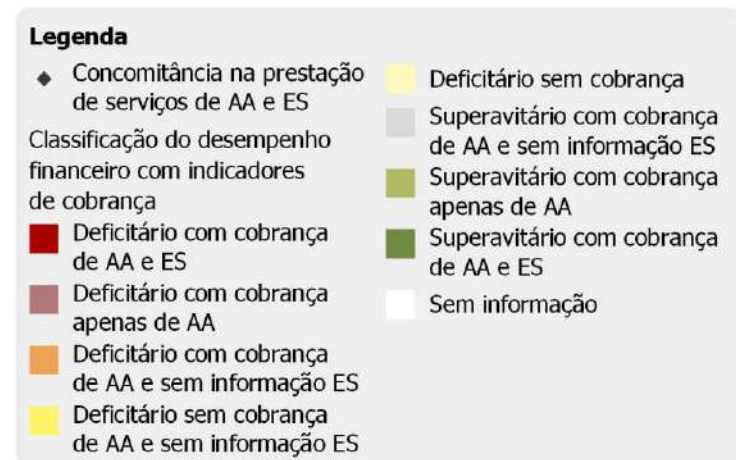 Legenda
Concomitância na prestação
de serviços de AA e ES
Classificação do desempenho
financeiro com indicadores
de cobrança
Deficitário com cobrança
de AA e ES
Deficitário com cobrança
apenas de AA
Deficitário com cobrança
de AA e sem informação ES
Deficitário sem cobrança
de AA e sem informação ES
Deficitário sem cobrança
Superavitário com cobrança
de AA e sem informação ES
Superavitário com cobrança
apenas de AA
Superavitário com cobrança
de AA e ES
Sem informação